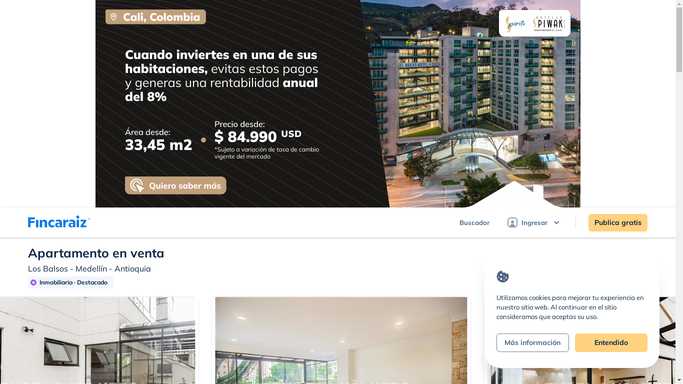 Cali, Colombia
Cuando inviertes en una de sus
habitaciones, evitas estos pagos
y generas una rentabilidad anual
del 8%
Área desde:
33,45 m2
Precio desde:
$ 84.990 USD
*Sujeto a variación de tasa de cambio
vigente del mercado
Quiero saber más
PIWAK
Fincaraiz
Buscador
Ingresar
Publica gratis
Apartamento en venta
Los Balsos - Medellín - Antioquia
Inmobiliaria · Destacado
Utilizamos cookies para mejorar tu experiencia en
nuestro sitio web. Al continuar en el sitio
consideramos que aceptas su uso.
Más información
Entendido